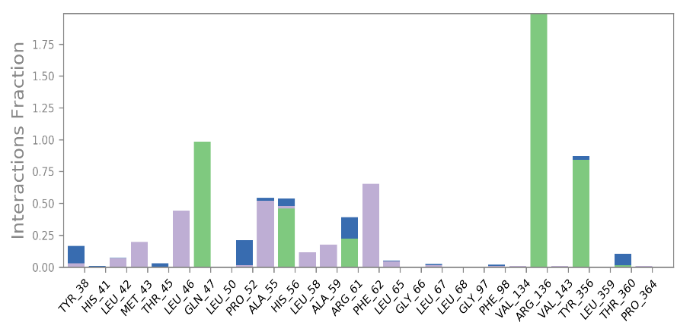 Interactions Fraction
1.75
1.50
1.25
1.00
0.75
0.50
0.25
0.00
TYR_38
HIS_41
LEU_42
MET_43
THR_45
LEU_46
GLN_47
LEU_50
PRO_52
ALA_55
HIS_56
LEU_58
ALA_59
ARG_61
PHE_62
LEU_65
GLY_66
LEU_67
LEU_68
GLY_97
PHE_98
VAL_134
ARG_136
VAL_143
TYR_356
LEU_359
THR_360
PRO_364